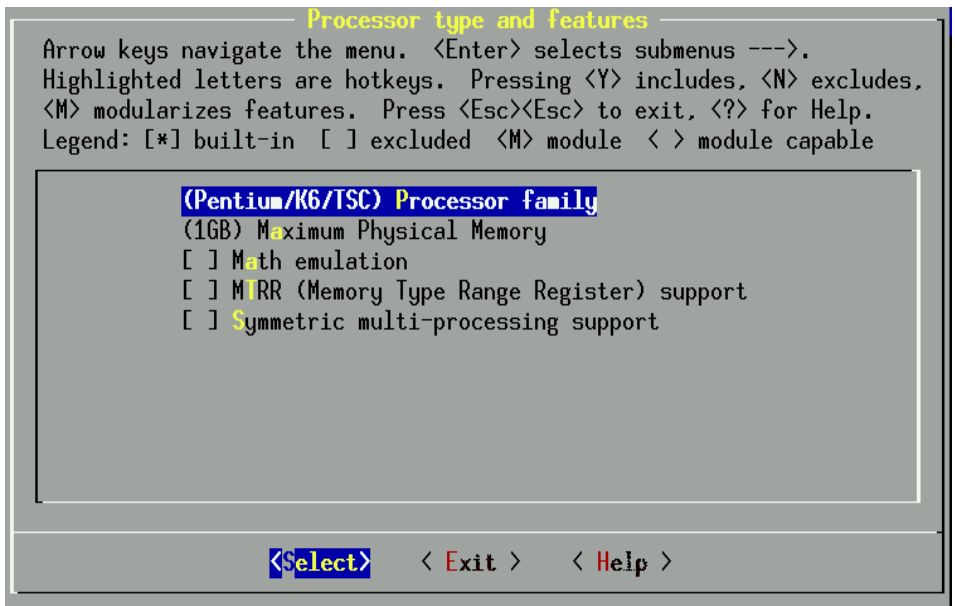 Processor type and features
Arrow keys navigate the menu.  <Enter> selects submenus --->.
Highlighted letters are hotkeys.  Pressing <Y> includes, <N> excludes,
<M> modularizes features.  Press <Esc><Esc> to exit, <?> for Help.
Legend: [*] built-in  [ ] excluded  <M> module  < > module capable
(Pentium/K6/TSC) Processor family
(1GB) Maximum Physical Memory
[ ] Math emulation
[ ] MTRR (Memory Type Range Register) support
[ ] Symmetric multi-processing support
<Select>    < Exit >    < Help >